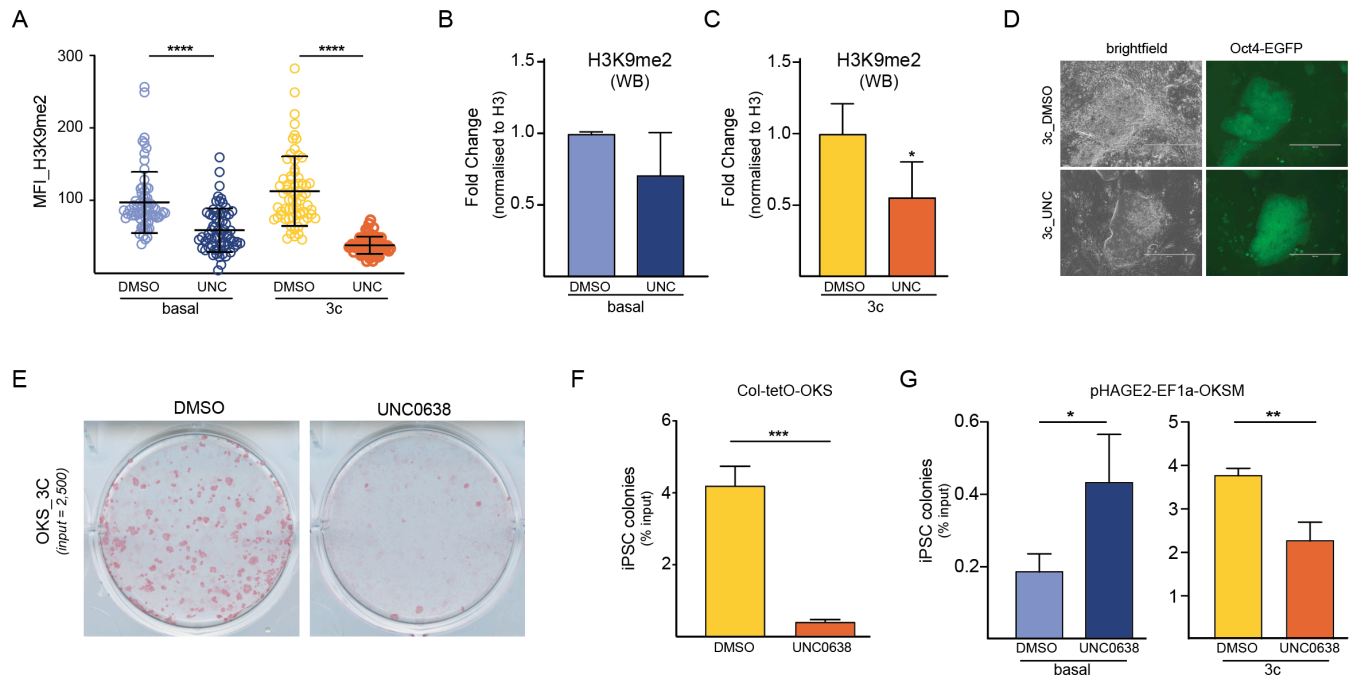 A
MFI_H3K9me2
300
200
100
****
****
DMSO
UNC
DMSO
UNC
basal
3c
B
H3K9me2
(WB)
Fold Change
(normalised to H3)
1.5
1.0
0.5
DMSO
UNC
basal
C
H3K9me2
(WB)
Fold Change
(normalised to H3)
1.5
1.0
0.5
*
DMSO
UNC
3c
D
brightfield
Oct4-EGFP
3c_DMSO
3c_UNC
E
DMSO
UNC0638
OKS_3C
(input = 2,500)
F
Col-tetO-OKS
iPSC colonies
(% input)
6
4
2
***
DMSO
UNC0638
G
pHAGE2-EF1a-OKSM
iPSC colonies
(% input)
0.6
0.4
0.2
*
DMSO
UNC0638
basal
5
4
3
2
1
**
DMSO
UNC0638
3c